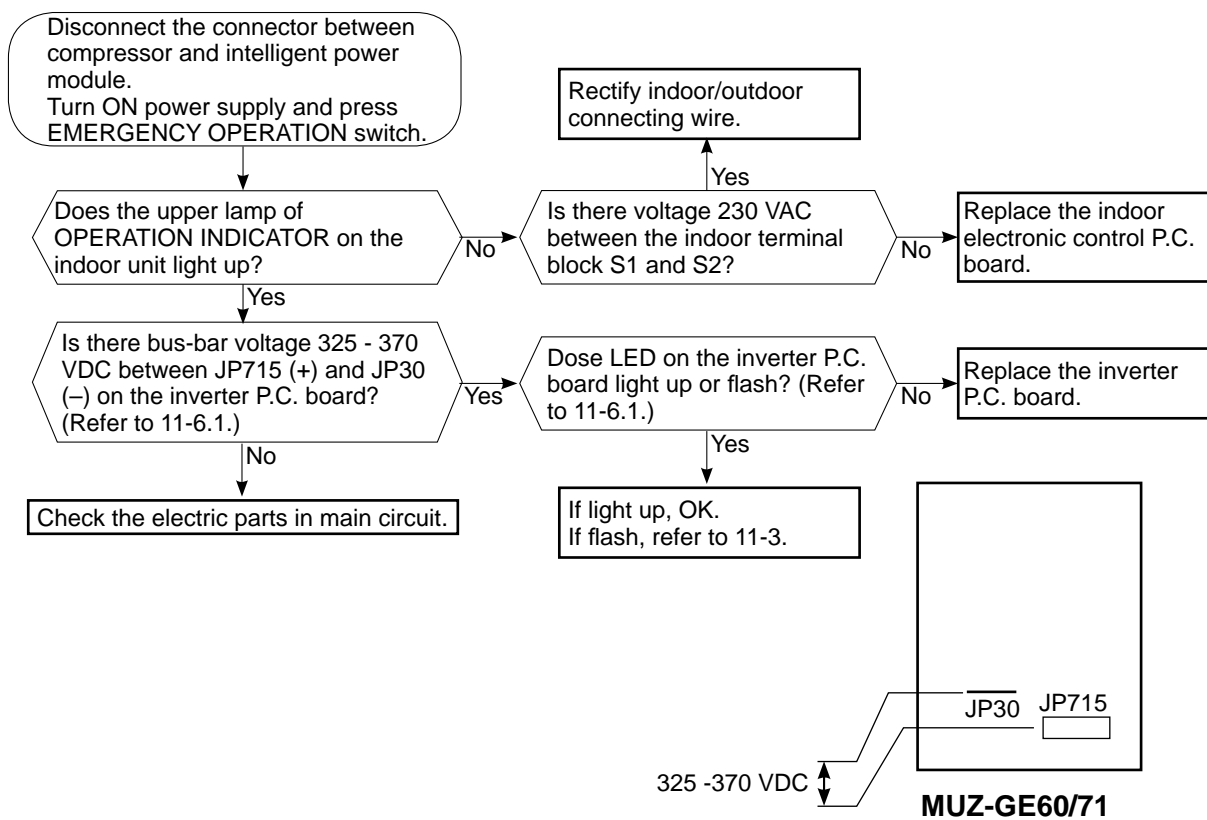 Disconnect the connector between
compressor and intelligent power
module.
Turn ON power supply and press
EMERGENCY OPERATION switch.
Rectify indoor/outdoor
connecting wire.
Yes
Does the upper lamp of
OPERATION INDICATOR on the
indoor unit light up?
No
Is there voltage 230 VAC
between the indoor terminal
block S1 and S2?
No
Replace the indoor
electronic control P.C.
board.
Yes
Is there bus-bar voltage 325 - 370
VDC between JP715 (+) and JP30
(–) on the inverter P.C. board?
(Refer to 11-6.1.)
Yes
Dose LED on the inverter P.C.
board light up or flash? (Refer
to 11-6.1.)
No
Replace the inverter
P.C. board.
No
Yes
Check the electric parts in main circuit.
If light up, OK.
If flash, refer to 11-3.
JP30
JP715
325 -370 VDC
MUZ-GE60/71